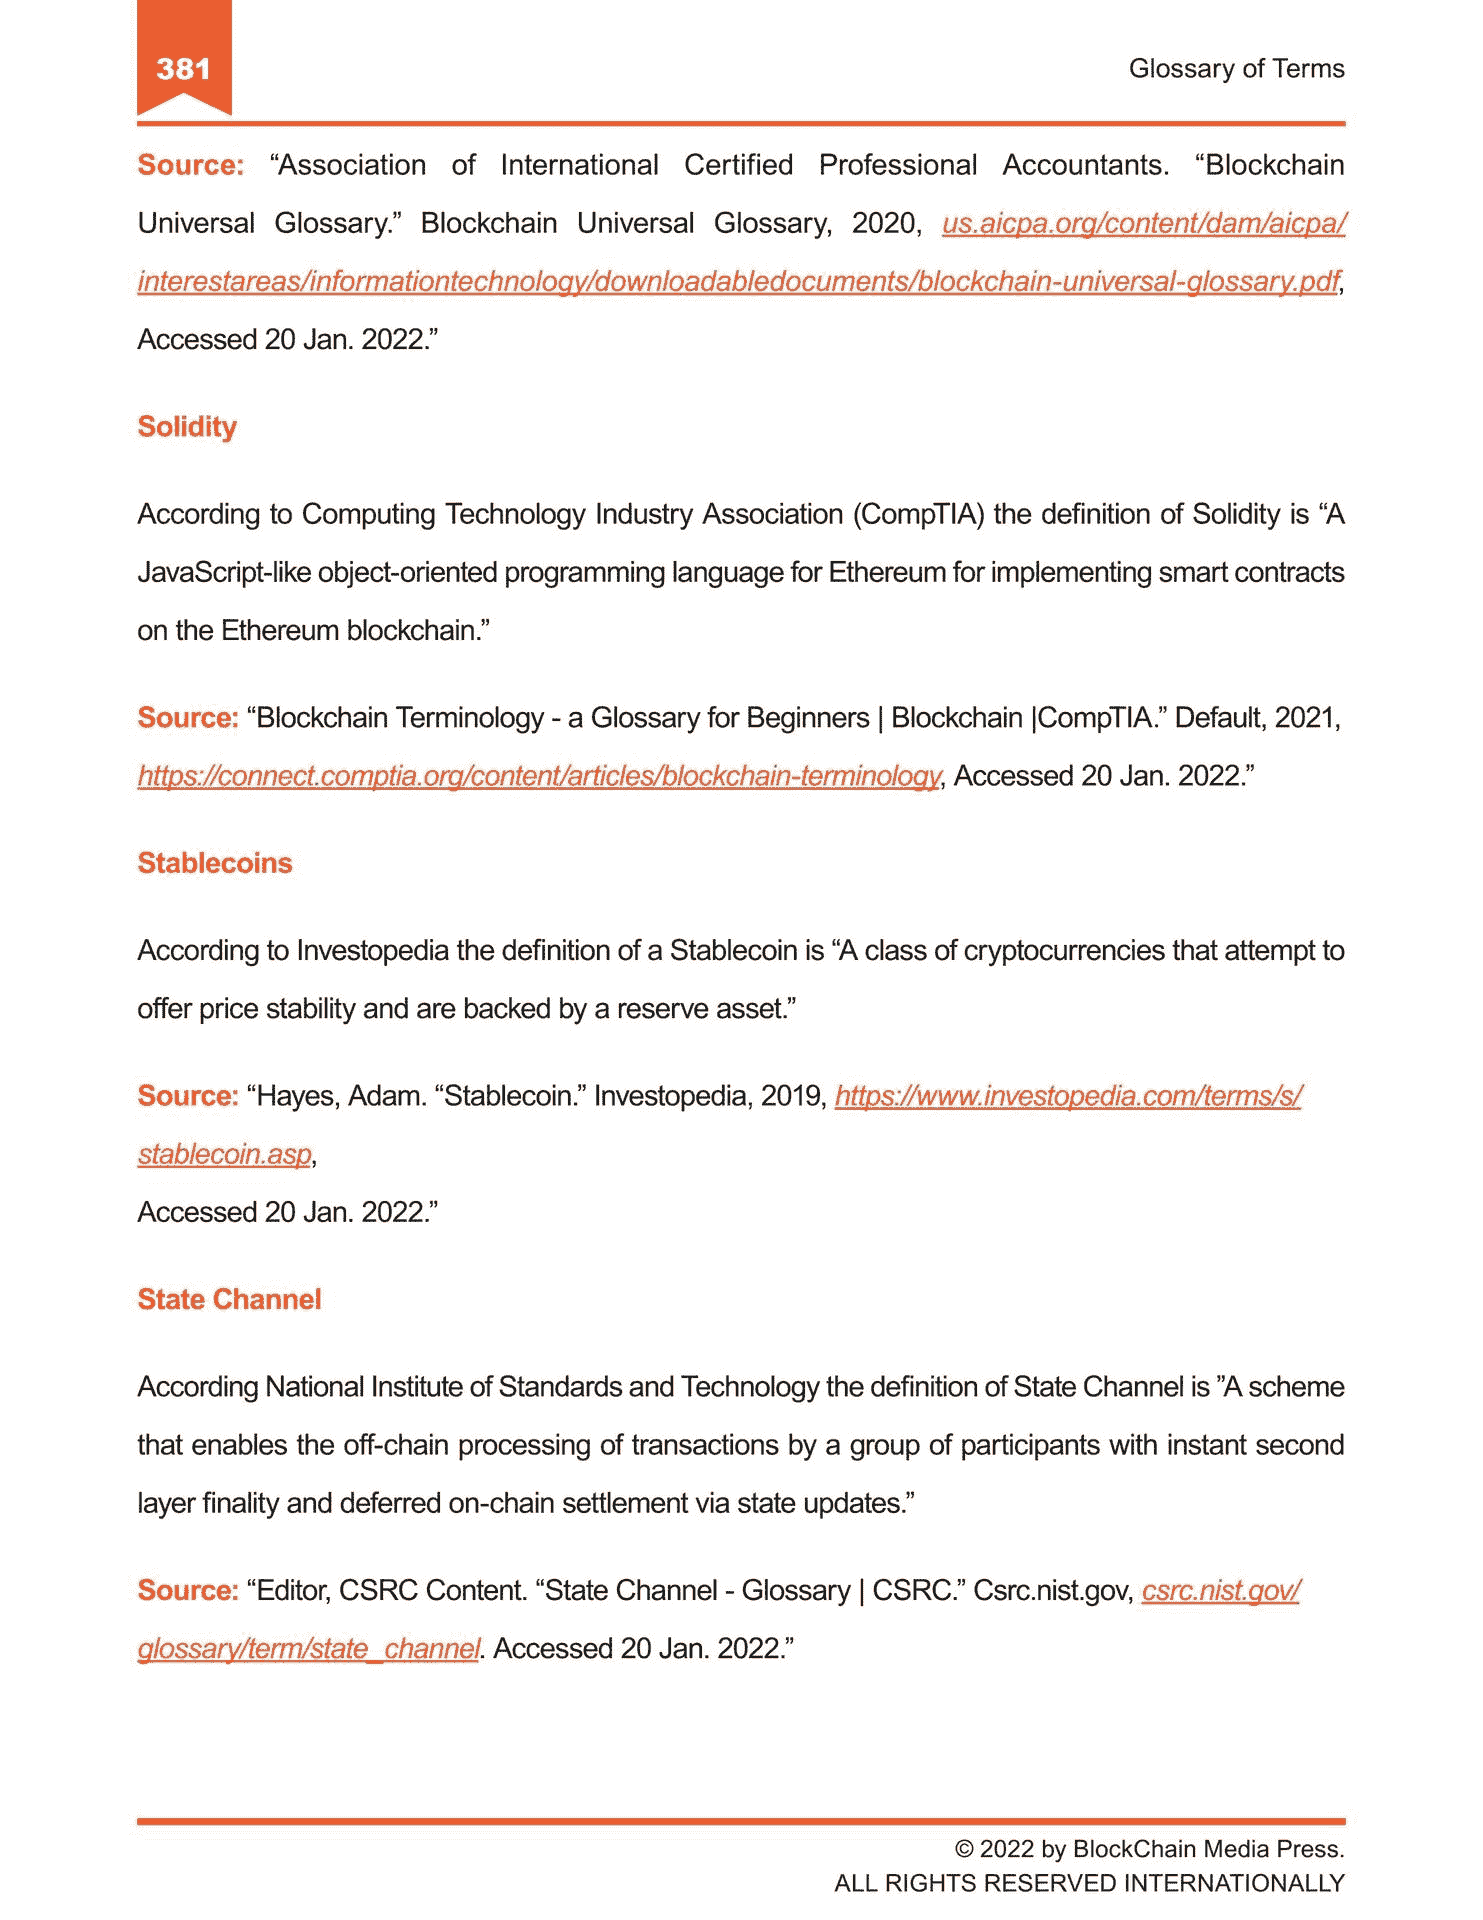 381
Glossary of Terms
Source: “Association of International Certified Professional Accountants. “Blockchain
Universal Glossary.” Blockchain Universal Glossary, 2020, us.aicpa.org/content/dam/aicpa/
interestareas/informationtechnology/downloadabledocuments/blockchain-universal-glossary.pdf,
Accessed 20 Jan. 2022.”
Solidity
According to Computing Technology Industry Association (CompTIA) the definition of Solidity is “A
JavaScript-like object-oriented programming language for Ethereum for implementing smart contracts
on the Ethereum blockchain.”
Source: “Blockchain Terminology - a Glossary for Beginners | Blockchain |CompTIA.” Default, 2021,
https://connect.comptia.org/content/articles/blockchain-terminology, Accessed 20 Jan. 2022.”
Stablecoins
According to Investopedia the definition of a Stablecoin is “A class of cryptocurrencies that attempt to
offer price stability and are backed by a reserve asset.”
Source: “Hayes, Adam. “Stablecoin.” Investopedia, 2019, https://www.investopedia.com/terms/s/
stablecoin.asp,
Accessed 20 Jan. 2022.”
State Channel
According National Institute of Standards and Technology the definition of State Channel is ”A scheme
that enables the off-chain processing of transactions by a group of participants with instant second
layer finality and deferred on-chain settlement via state updates.”
Source: “Editor, CSRC Content. “State Channel - Glossary | CSRC.” Csrc.nist.gov, csrc.nist.gov/
glossary/term/state_channel. Accessed 20 Jan. 2022.”
© 2022 by BlockChain Media Press.
ALL RIGHTS RESERVED INTERNATIONALLY